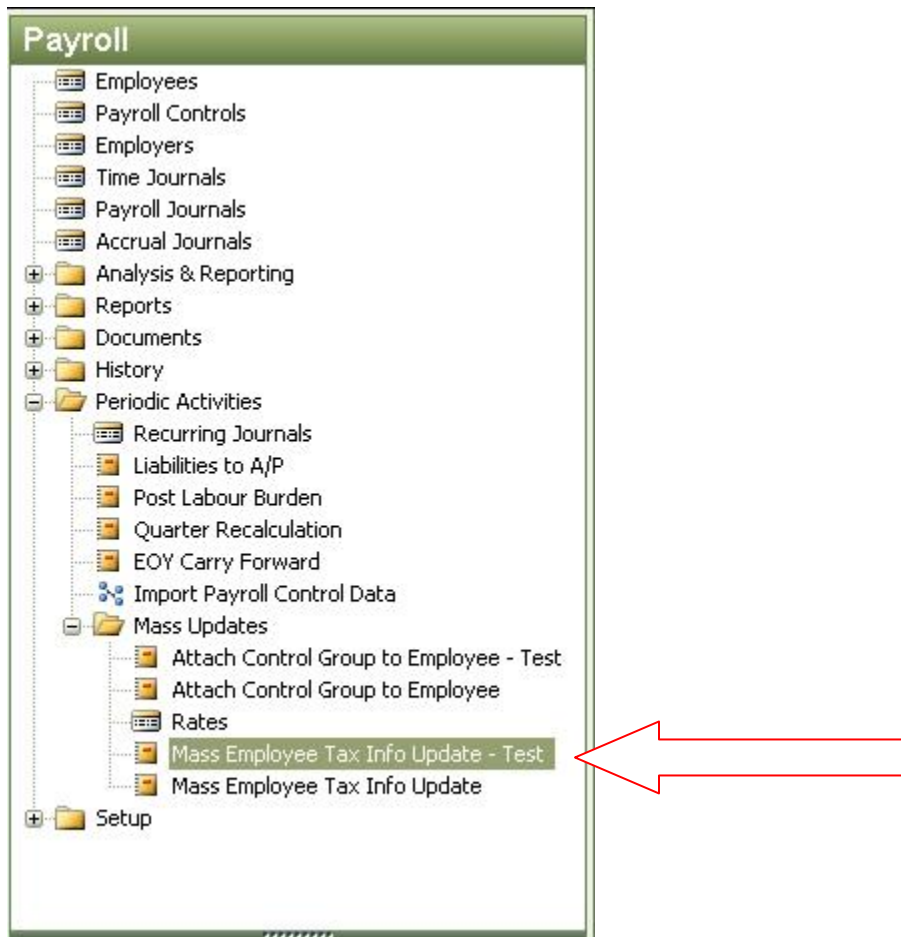 Payroll
Employees
Payroll Controls
Employers
Time Journals
Payroll Journals
Accrual Journals
Analysis & Reporting
Reports
Documents
History
Periodic Activities
Recurring Journals
Liabilities to A/P
Post Labour Burden
Quarter Recalculation
EOY Carry Forward
Import Payroll Control Data
Mass Updates
Attach Control Group to Employee - Test
Attach Control Group to Employee
Rates
Mass Employee Tax Info Update - Test
Mass Employee Tax Info Update
Setup